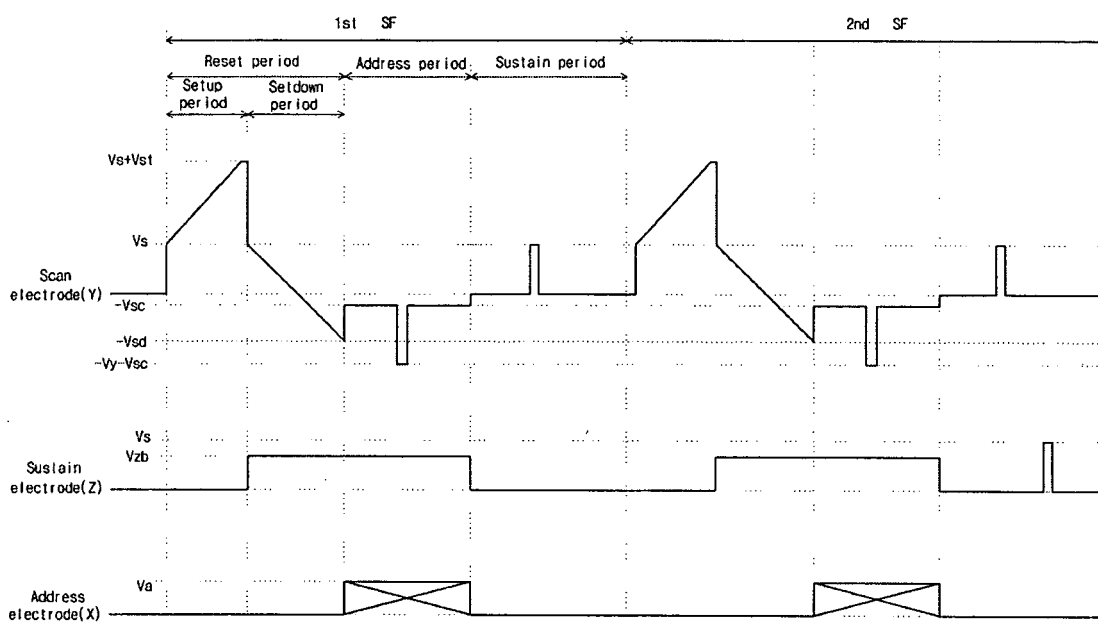 1st SF
2nd SF
Reset period
Address period
Sustain period
Setup
period
Setdown
period
Vs+Vst
Vs
Scan
electrode(Y)
-Vsc
-Vsd
-Vy-Vsc
Vs
Vzb
Sustain
electrode(Z)
Va
Address
electrode(X)